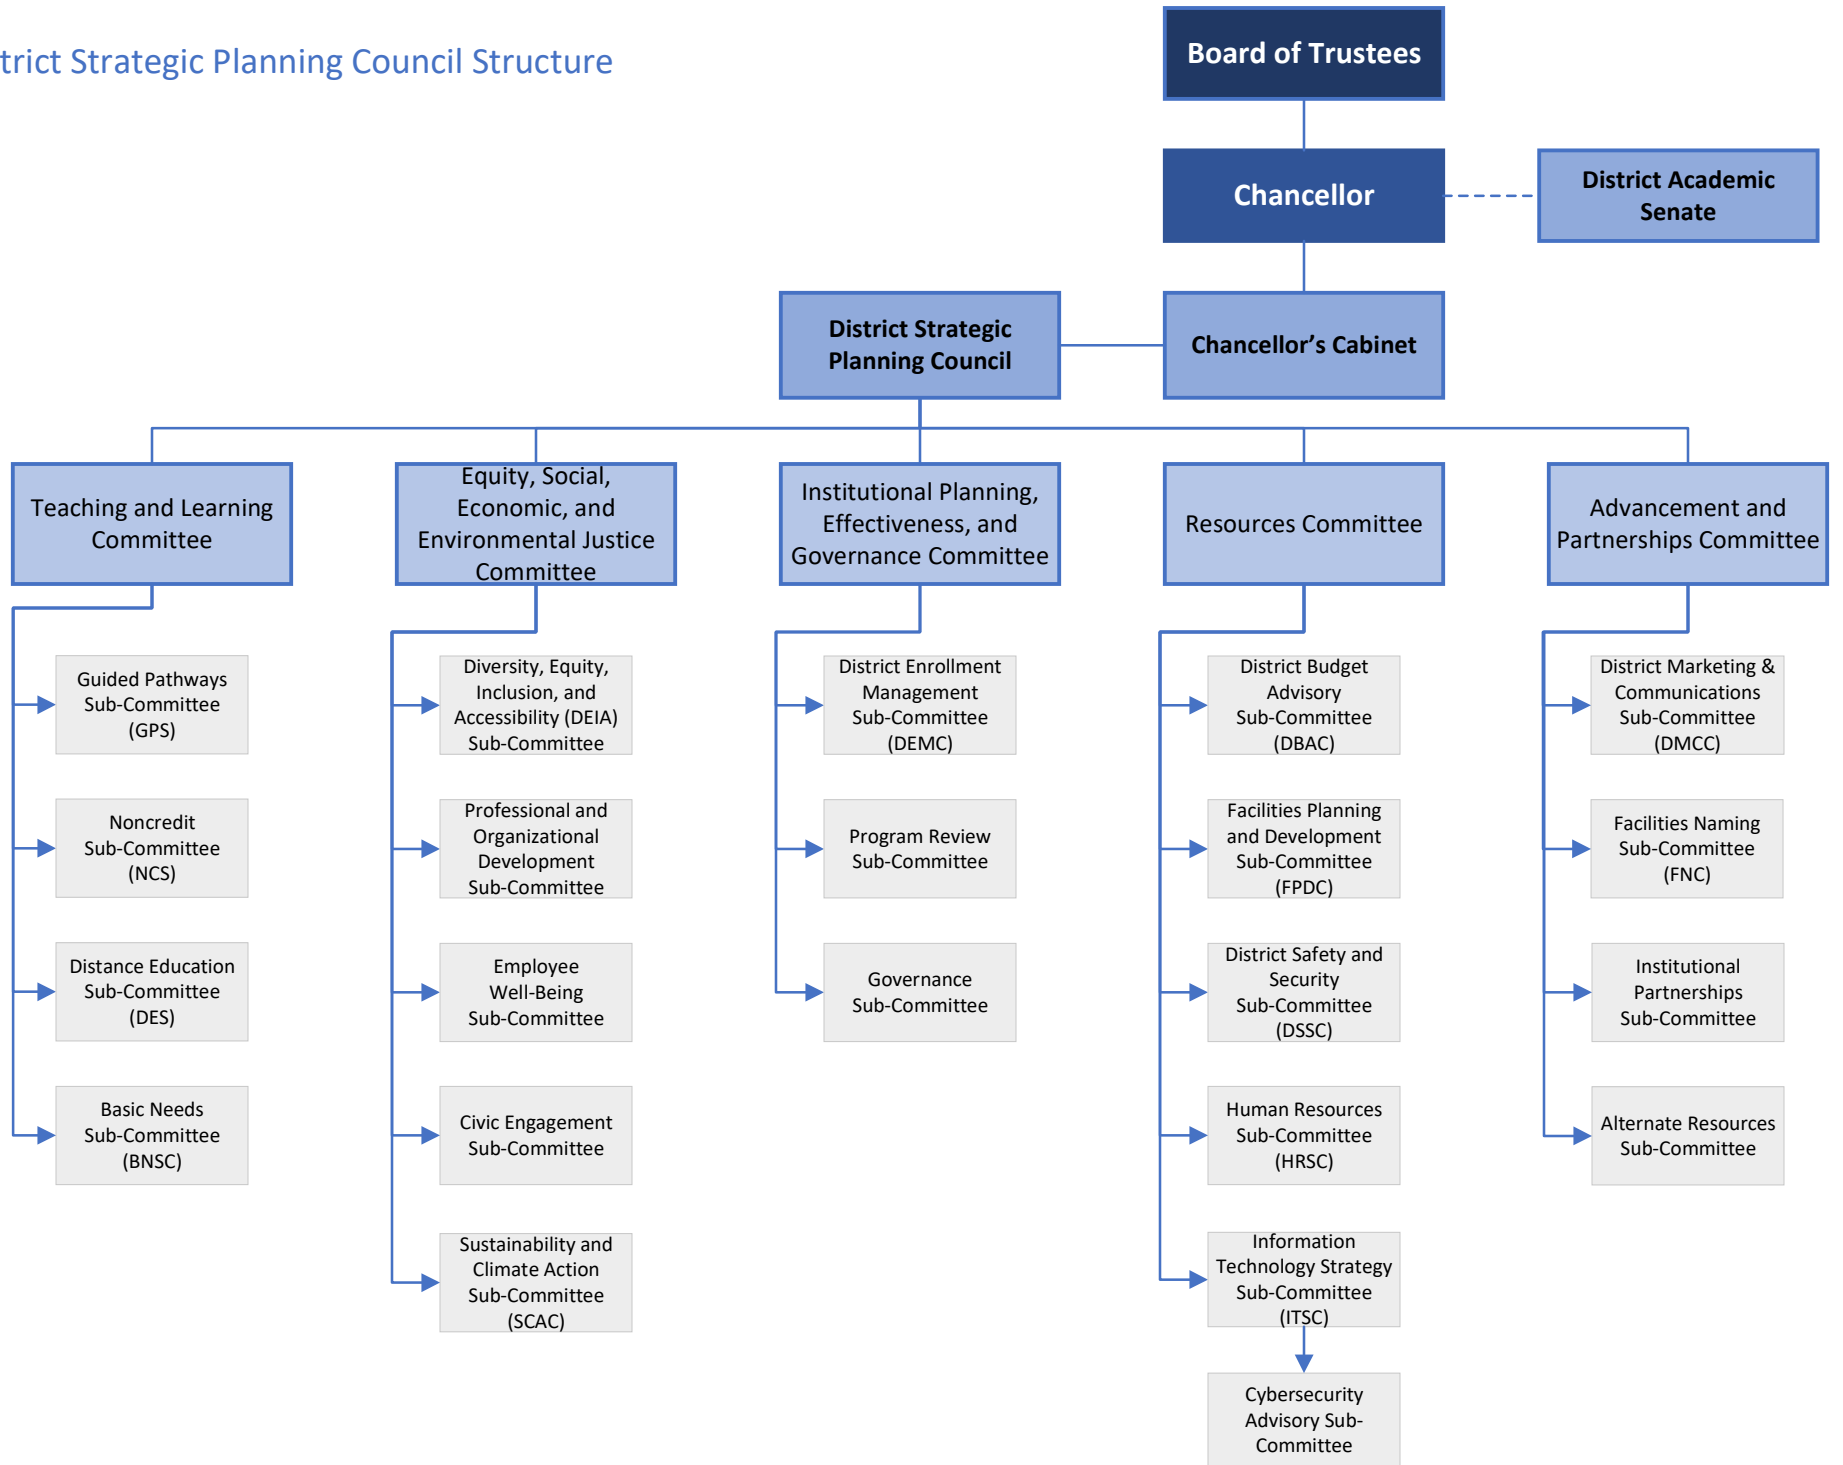 trict Strategic Planning Council Structure
Board of Trustees
Chancellor
District Academic
Senate
District Strategic
Planning Council
Chancellor’s Cabinet
Teaching and Learning
Committee
Equity, Social,
Economic, and
Environmental Justice
Committee
Institutional Planning,
Effectiveness, and
Governance Committee
Resources Committee
Advancement and
Partnerships Committee
Guided Pathways
Sub-Committee
(GPS)
Noncredit
Sub-Committee
(NCS)
Distance Education
Sub-Committee
(DES)
Basic Needs
Sub-Committee
(BNSC)
Diversity, Equity,
Inclusion, and
Accessibility (DEIA)
Sub-Committee
Professional and
Organizational
Development
Sub-Committee
Employee
Well-Being
Sub-Committee
Civic Engagement
Sub-Committee
Sustainability and
Climate Action
Sub-Committee
(SCAC)
District Enrollment
Management
Sub-Committee
(DEMC)
Program Review
Sub-Committee
Governance
Sub-Committee
District Budget
Advisory
Sub-Committee
(DBAC)
Facilities Planning
and Development
Sub-Committee
(FPDC)
District Safety and
Security
Sub-Committee
(DSSC)
Human Resources
Sub-Committee
(HRSC)
Information
Technology Strategy
Sub-Committee
(ITSC)
Cybersecurity
Advisory Sub-
Committee
District Marketing &
Communications
Sub-Committee
(DMCC)
Facilities Naming
Sub-Committee
(FNC)
Institutional
Partnerships
Sub-Committee
Alternate Resources
Sub-Committee